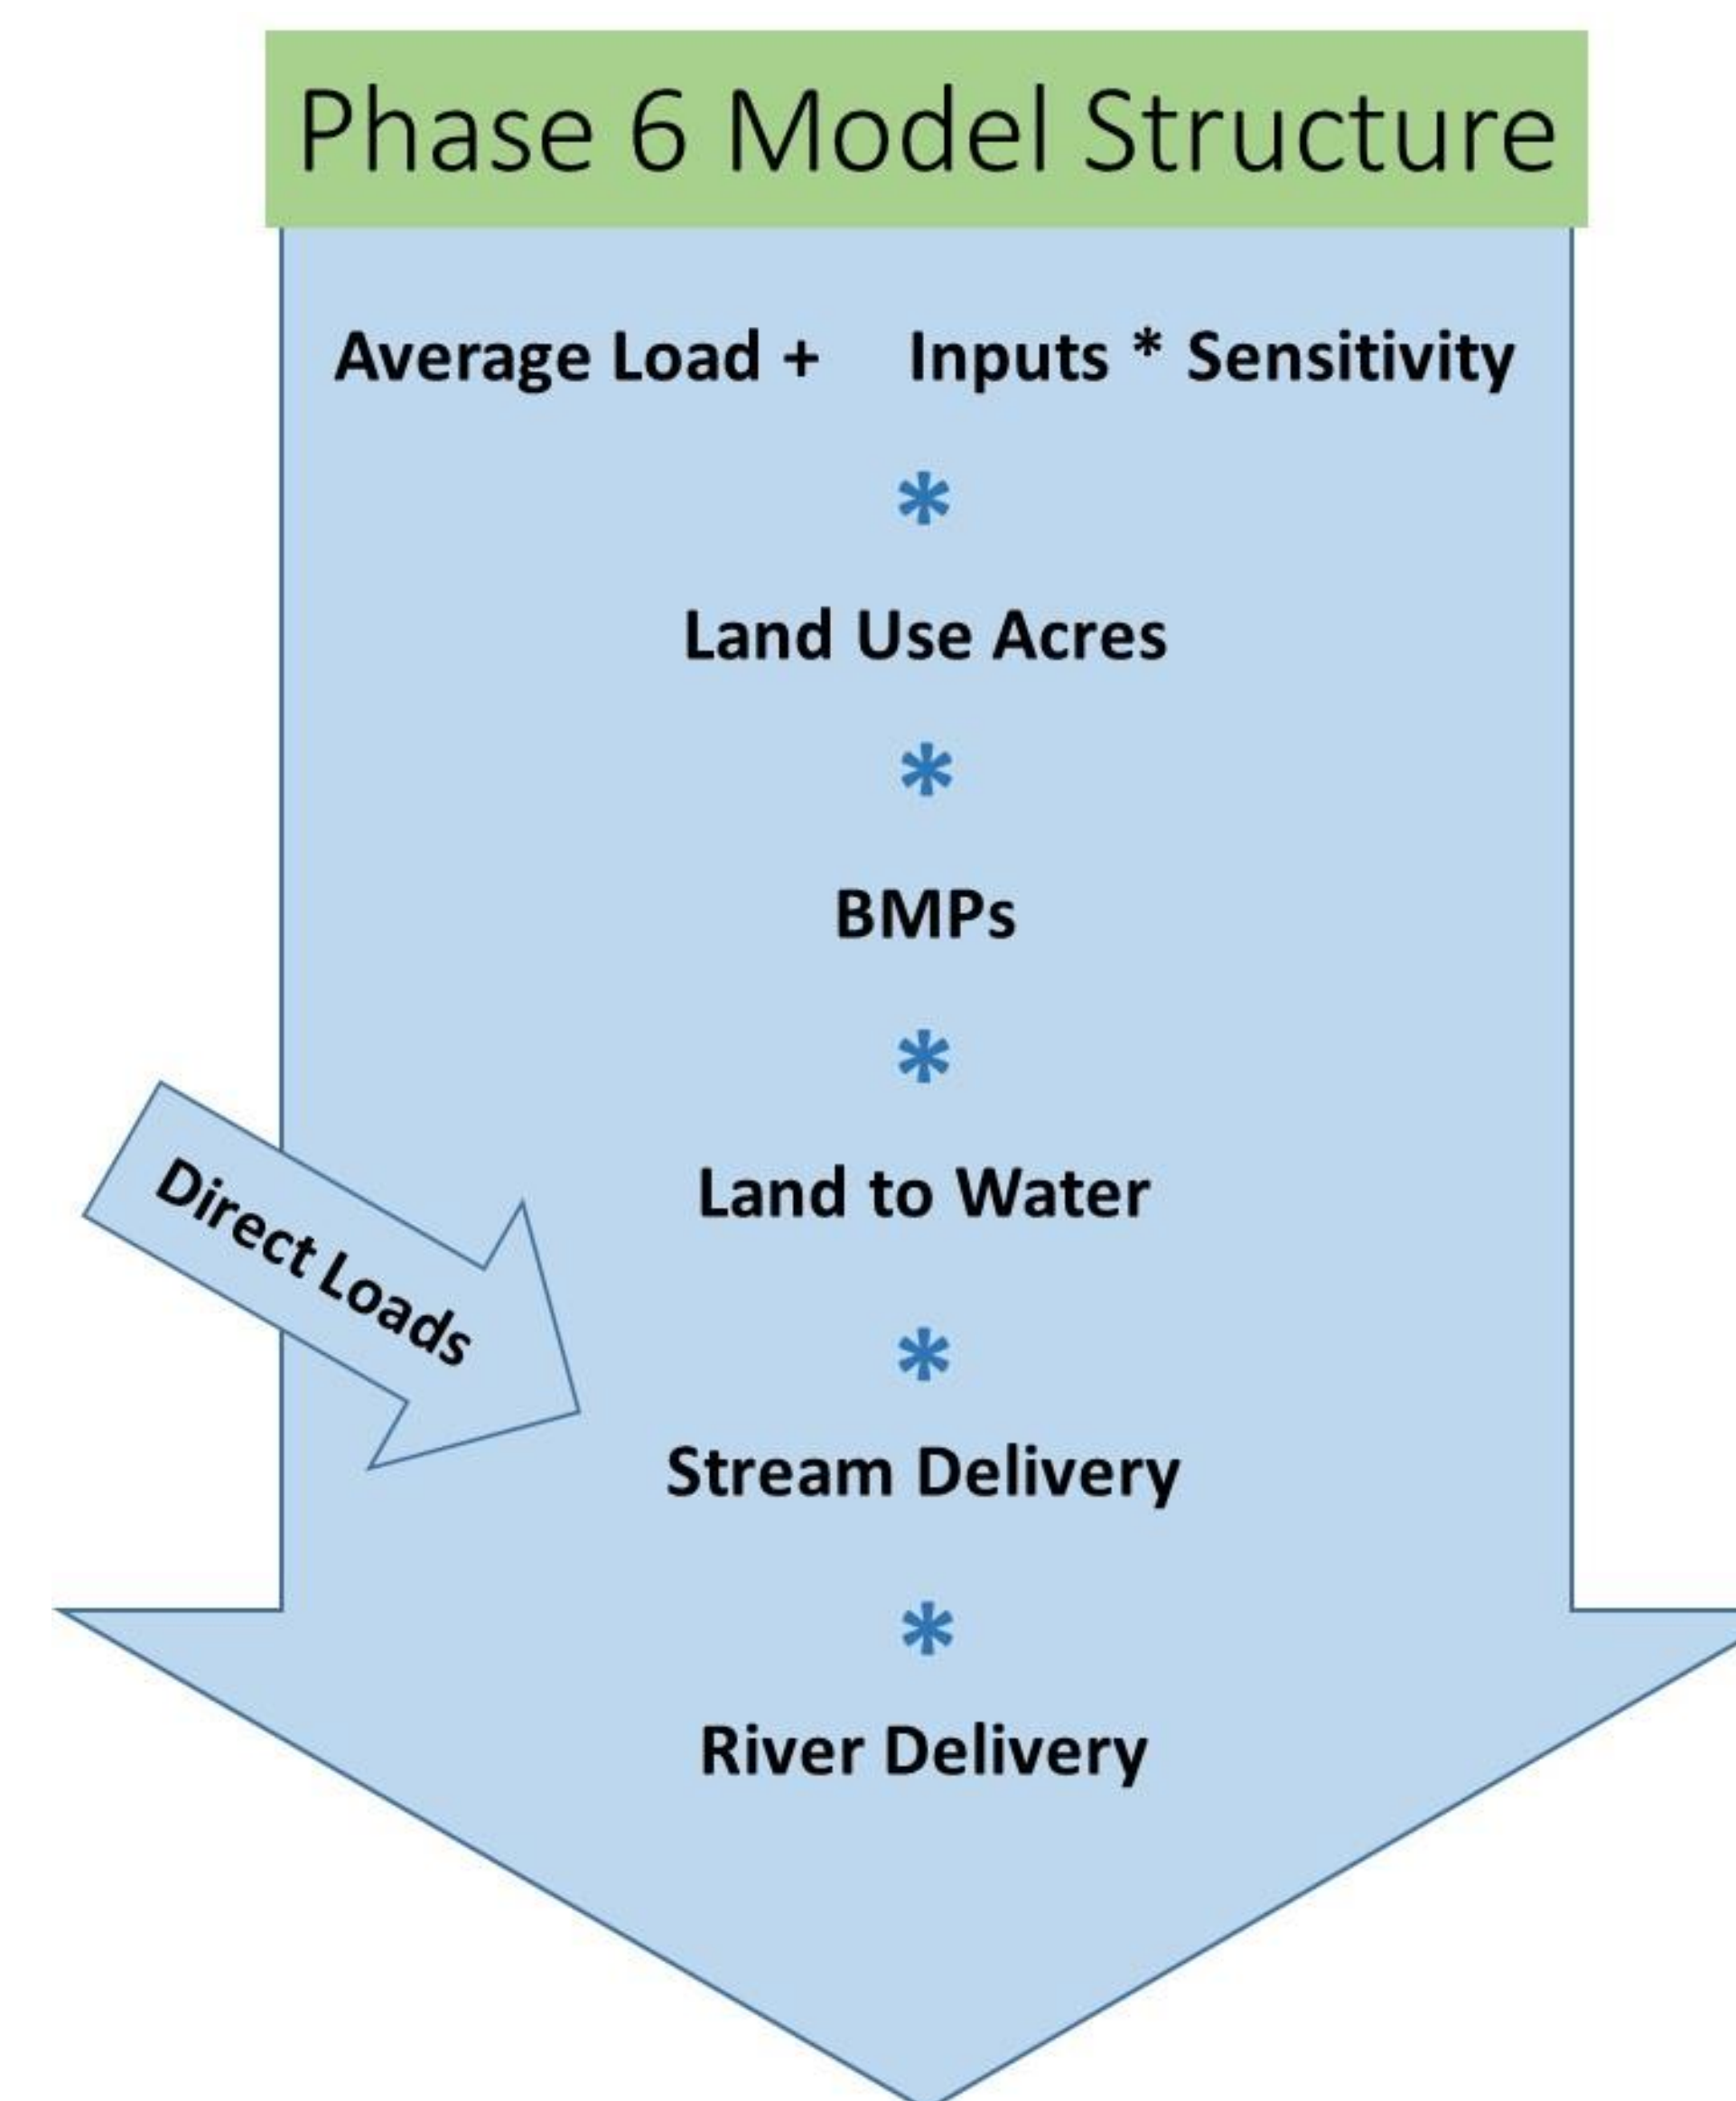 Phase 6 Model Structure
Average Load + Inputs * Sensitivity
*
Land Use Acres
*
BMPs
*
Land to Water
Direct Loads
*
Stream Delivery
*
River Delivery